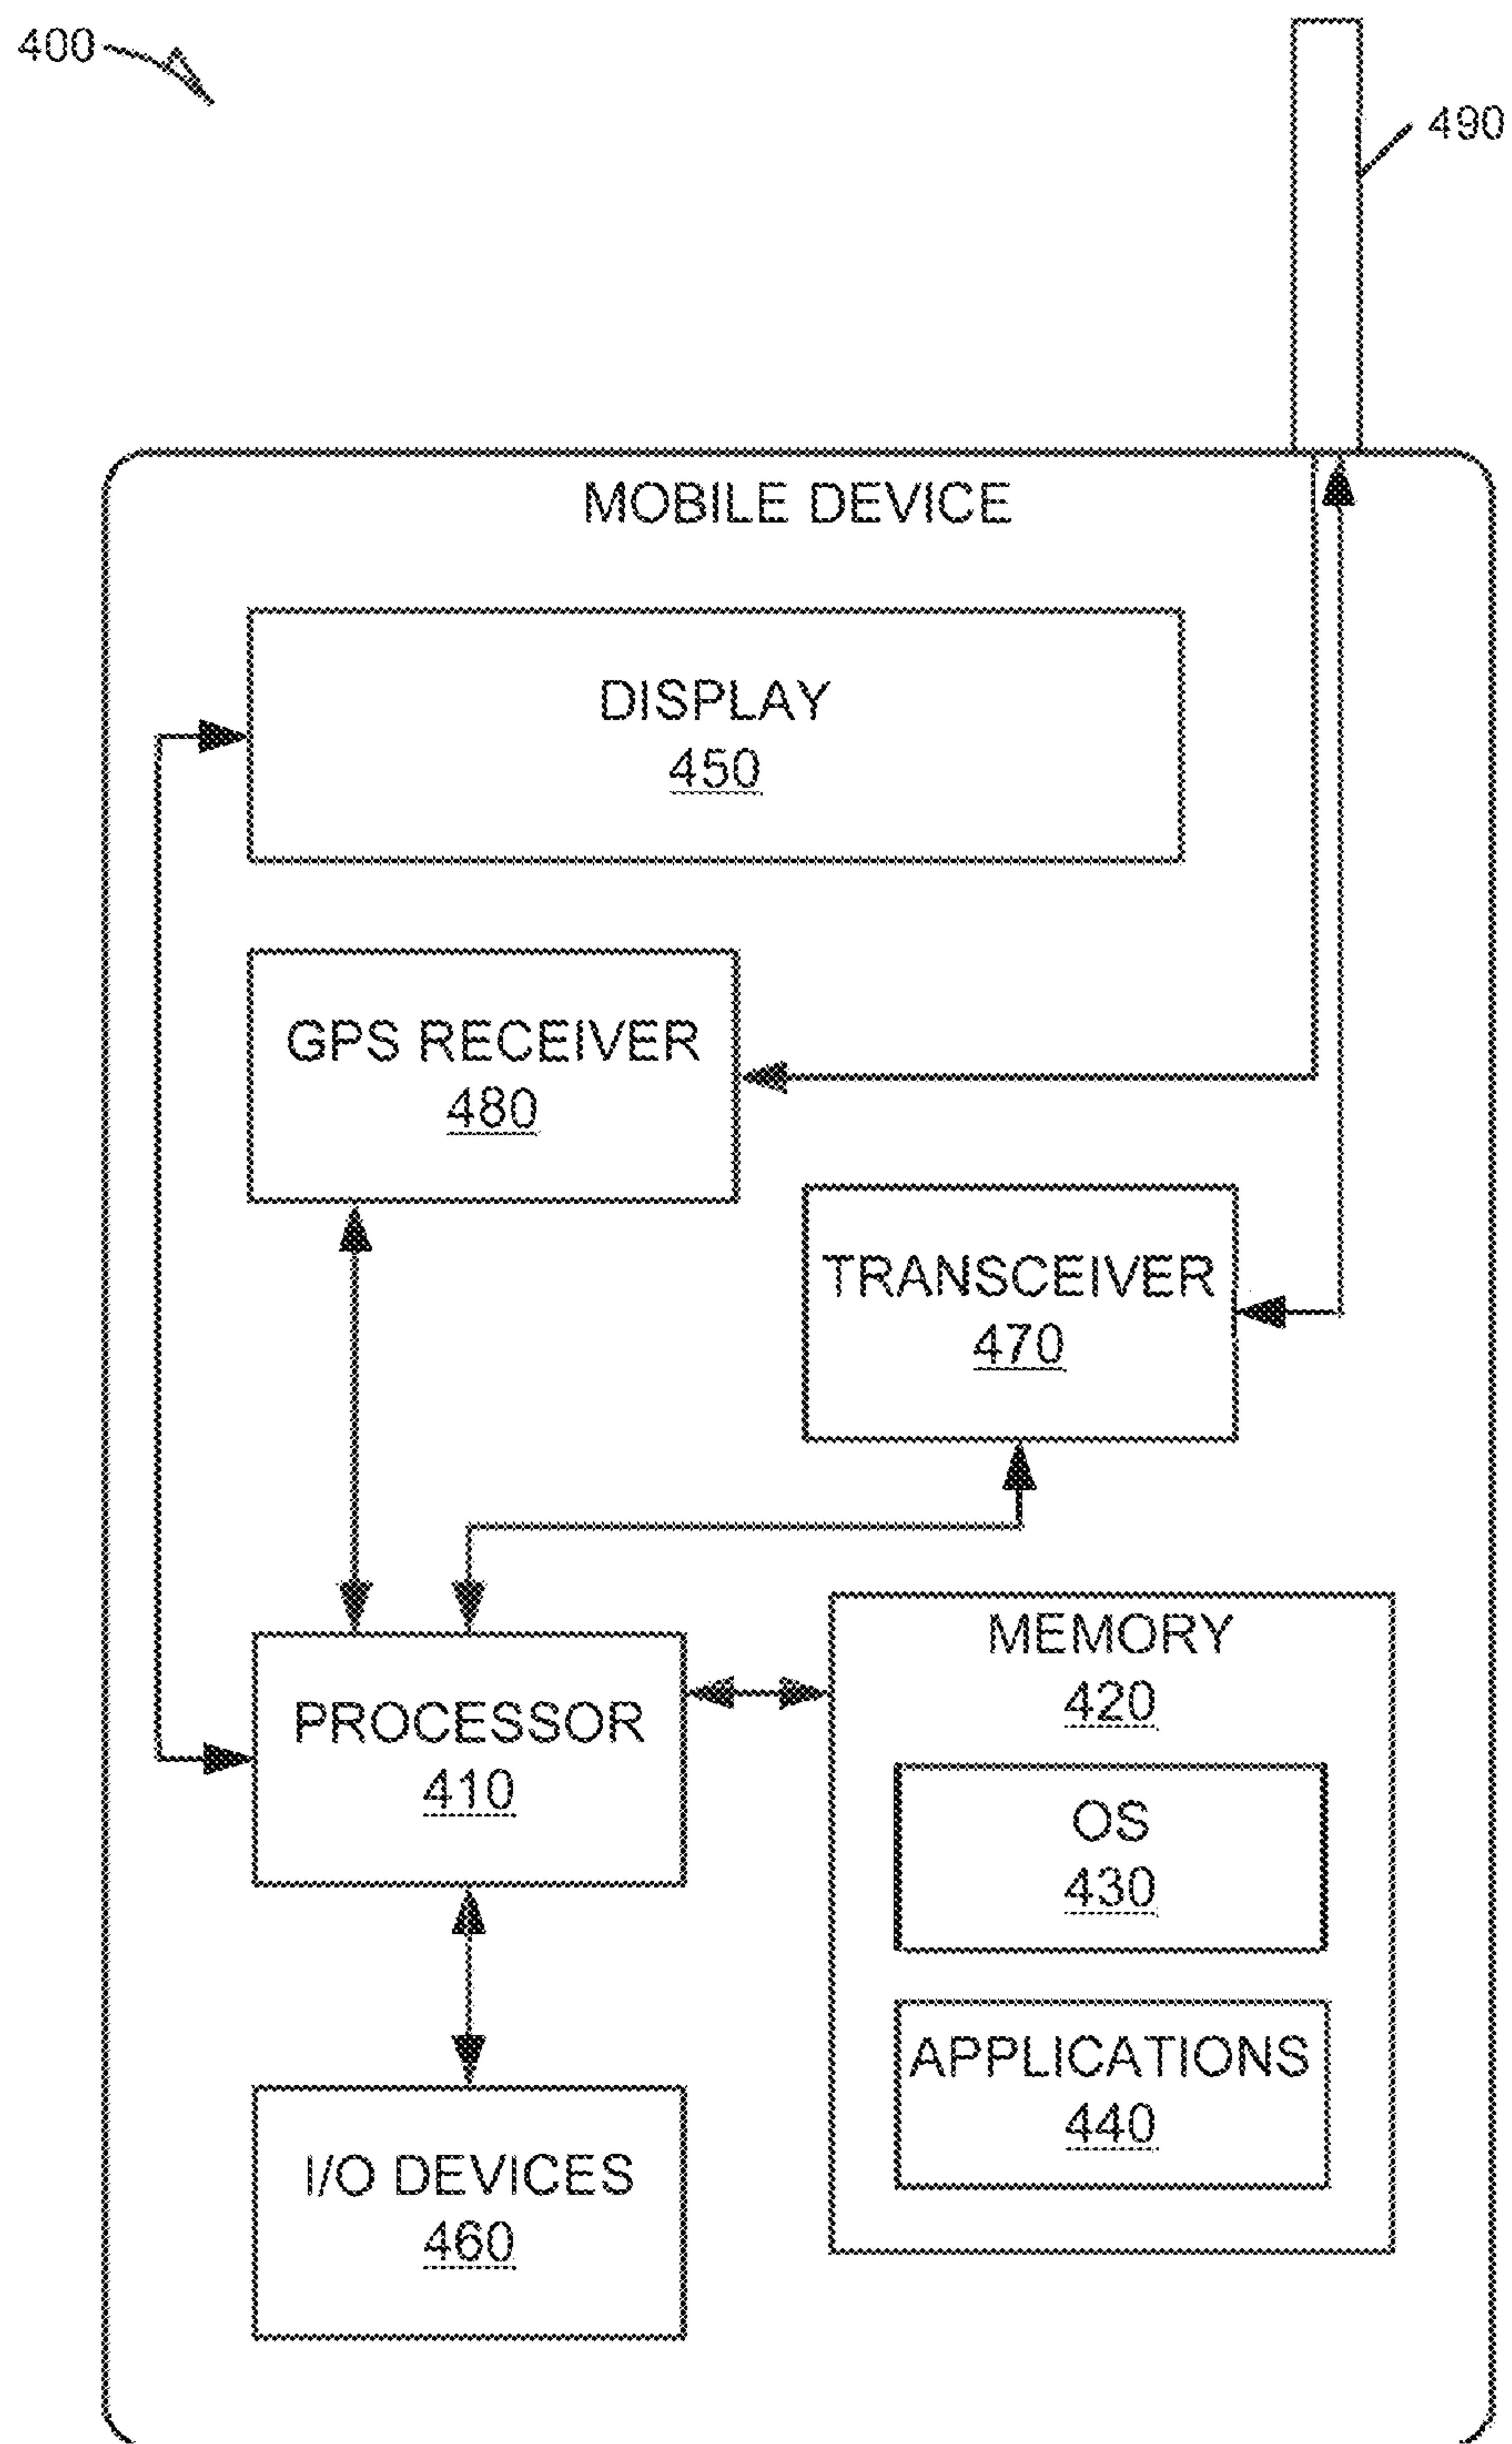 400
490
MOBILE DEVICE
DISPLAY
450
GPS RECEIVER
480
TRANSCEIVER
470
PROCESSOR
410
MEMORY
420
OS
430
APPLICATIONS
440
I/O DEVICES
460